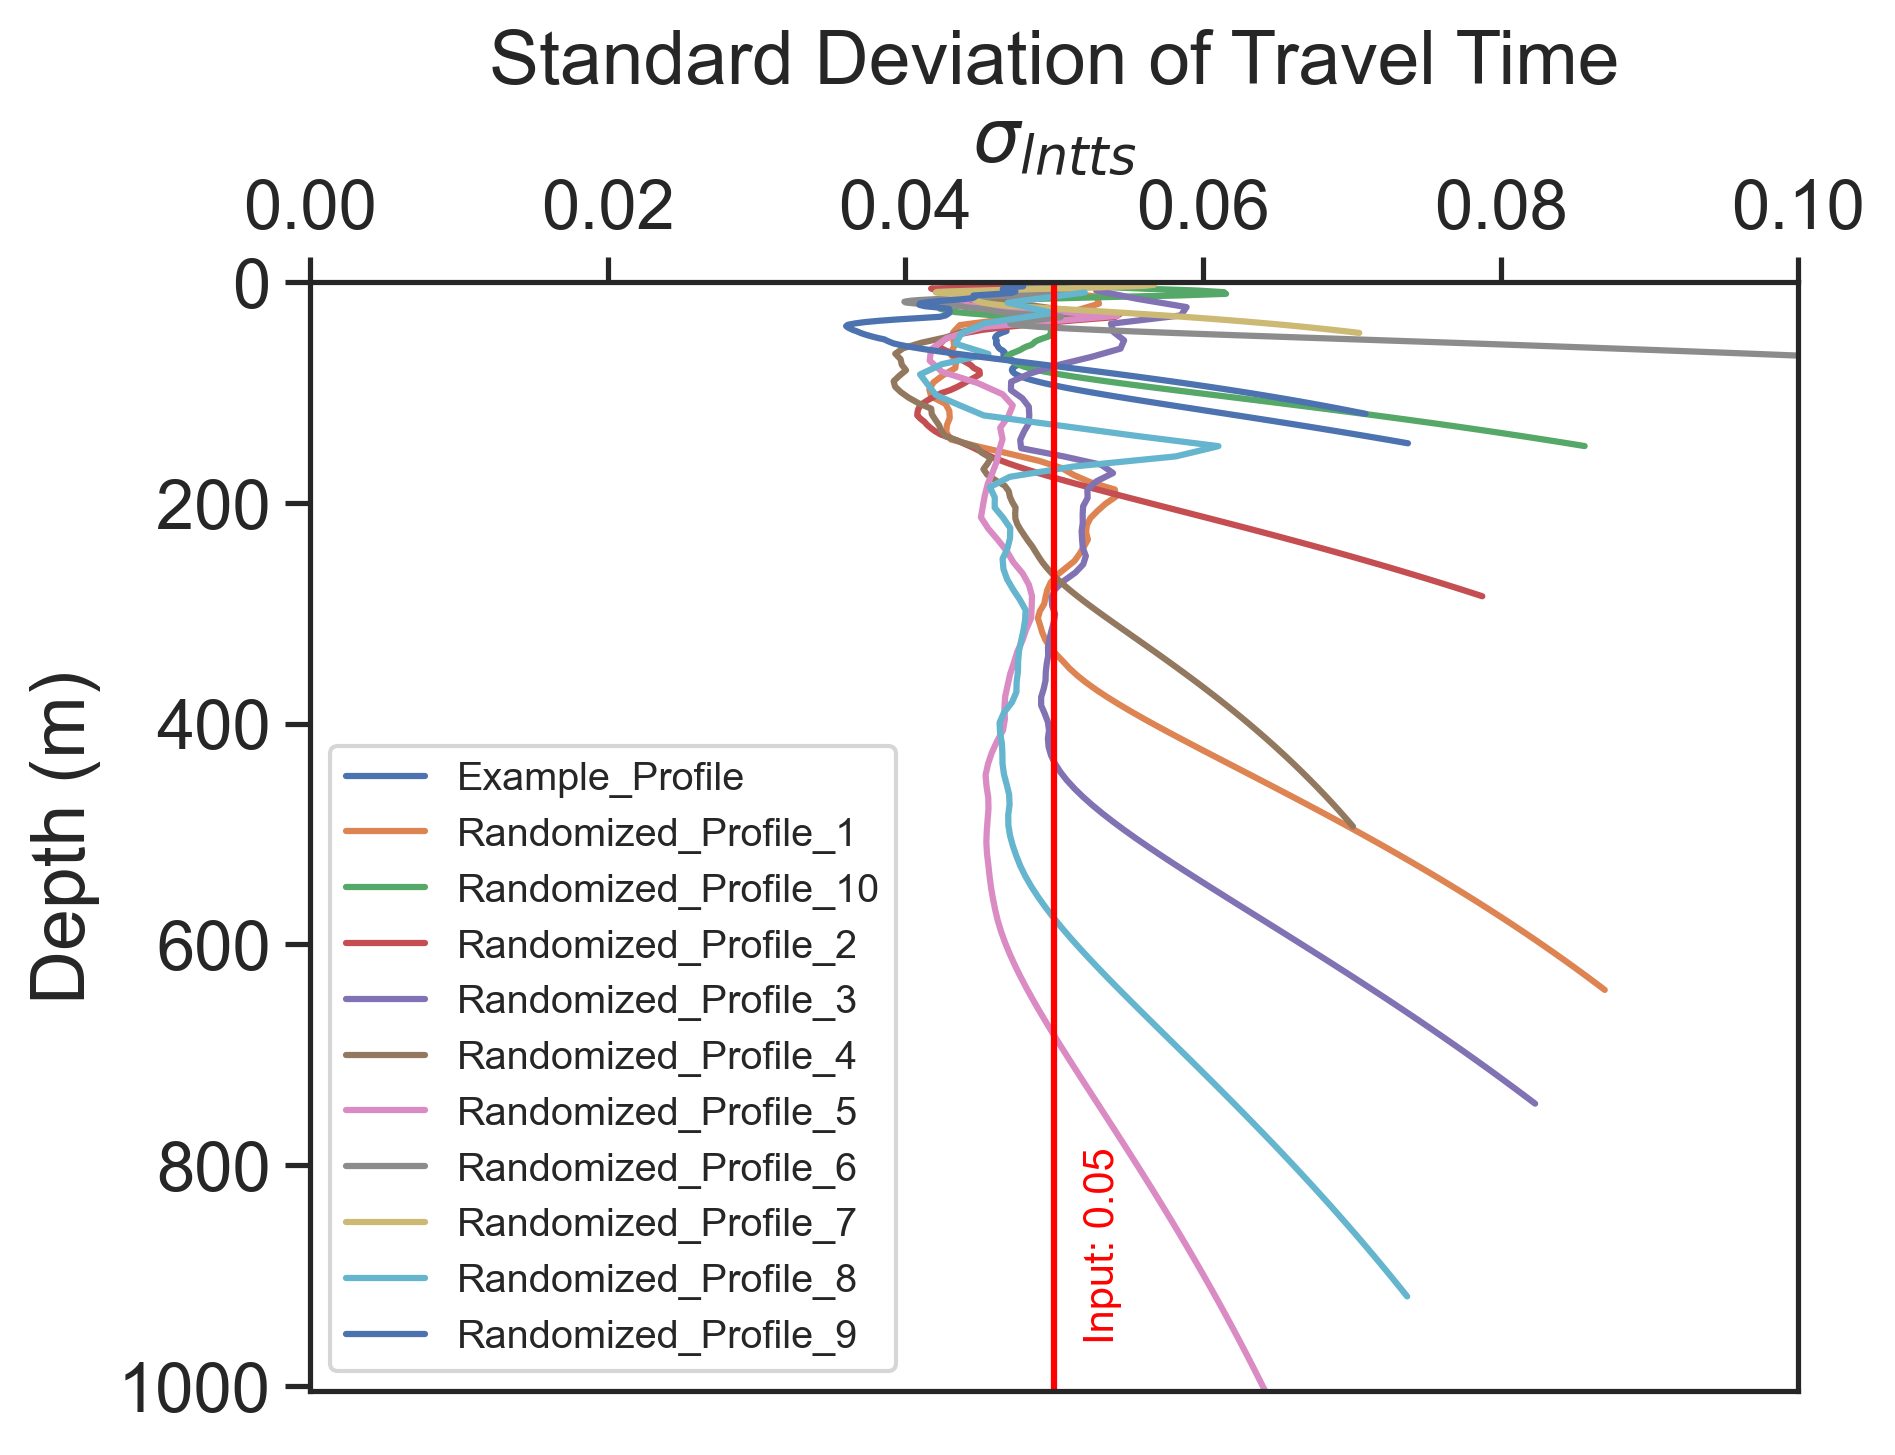 Standard Deviation of Travel Time
σlntts
0.00 0.02 0.04 0.06 0.08 0.10
Depth (m)
0
200
400
600
800
1000
Example_Profile
Randomized_Profile_1
Randomized_Profile_10
Randomized_Profile_2
Randomized_Profile_3
Randomized_Profile_4
Randomized_Profile_5
Randomized_Profile_6
Randomized_Profile_7
Randomized_Profile_8
Randomized_Profile_9
Input: 0.05